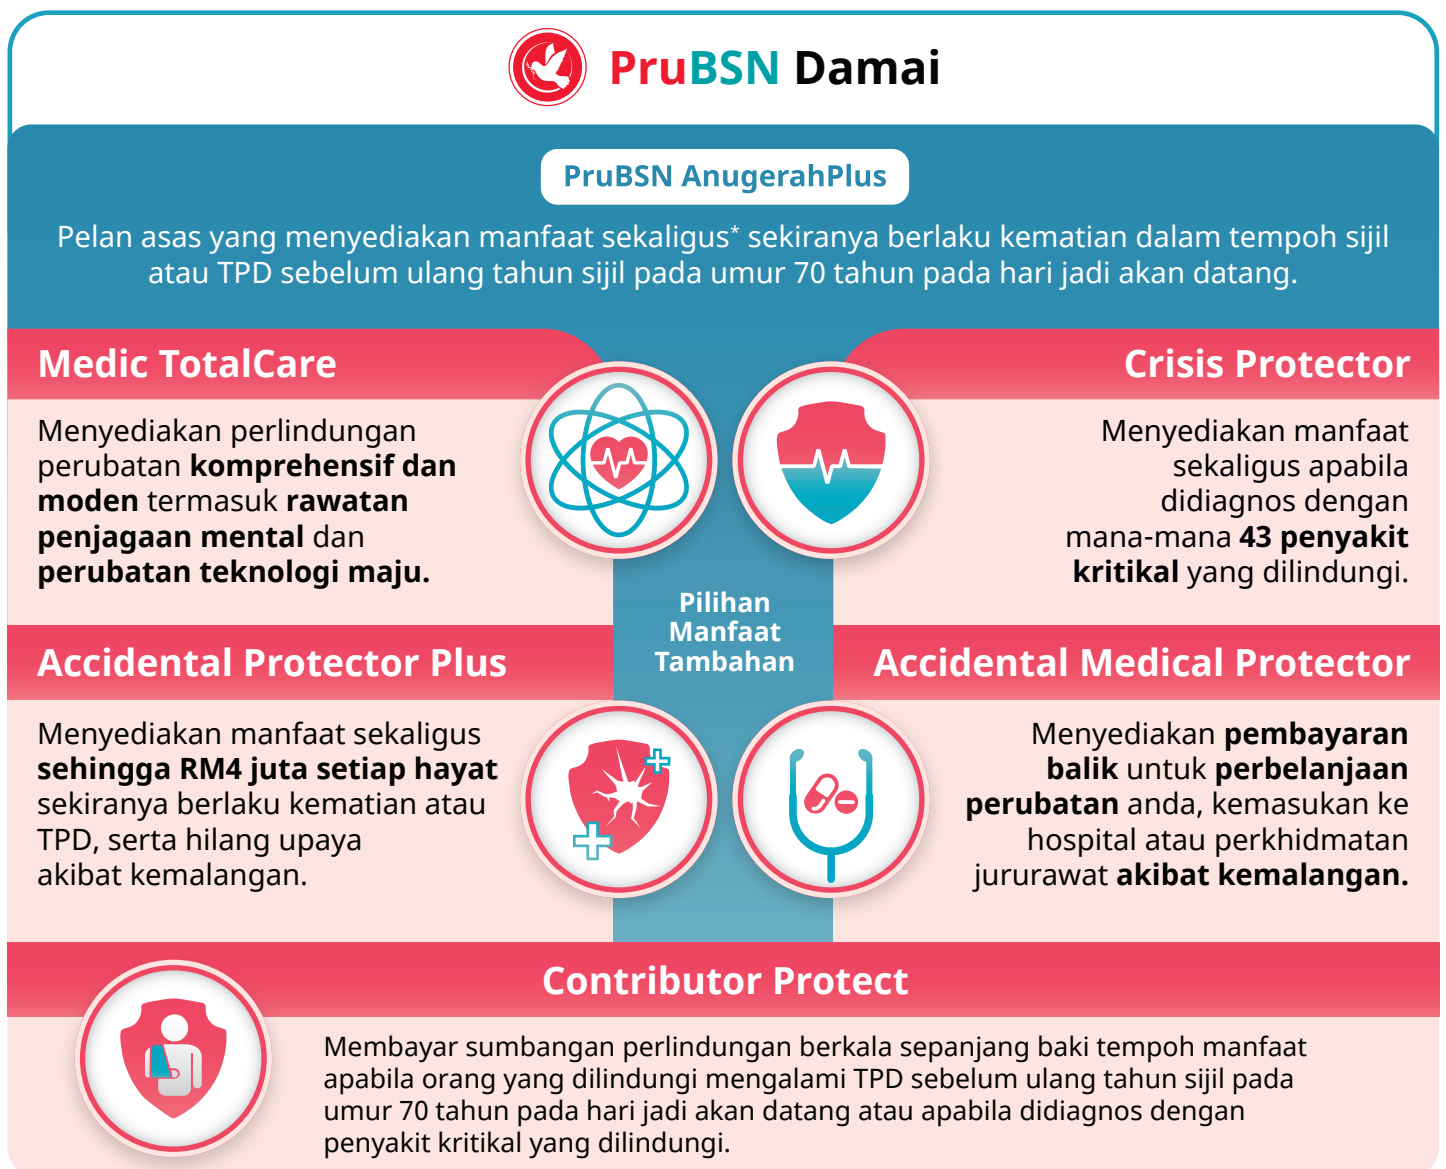 PruBSN Damai
PruBSN AnugerahPlus
Pelan asas yang menyediakan manfaat sekaligus* sekiranya berlaku kematian dalam tempoh sijil
atau TPD sebelum ulang tahun sijil pada umur 70 tahun pada hari jadi akan datang.
Medic TotalCare
Menyediakan perlindungan
perubatan komprehensif dan
moden termasuk rawatan
penjagaan mental dan
perubatan teknologi maju.
Crisis Protector
Menyediakan manfaat
sekaligus apabila
didiagnos dengan
mana-mana 43 penyakit
kritikal yang dilindungi.
Pilihan
Manfaat
Tambahan
Accidental Protector Plus
Menyediakan manfaat sekaligus
sehingga RM4 juta setiap hayat
sekiranya berlaku kematian atau
TPD, serta hilang upaya
akibat kemalangan.
Accidental Medical Protector
Menyediakan pembayaran
balik untuk perbelanjaan
perubatan anda, kemasukan ke
hospital atau perkhidmatan
jururawat akibat kemalangan.
Contributor Protect
Membayar sumbangan perlindungan berkala sepanjang baki tempoh manfaat
apabila orang yang dilindungi mengalami TPD sebelum ulang tahun sijil pada
umur 70 tahun pada hari jadi akan datang atau apabila didiagnos dengan
penyakit kritikal yang dilindungi.